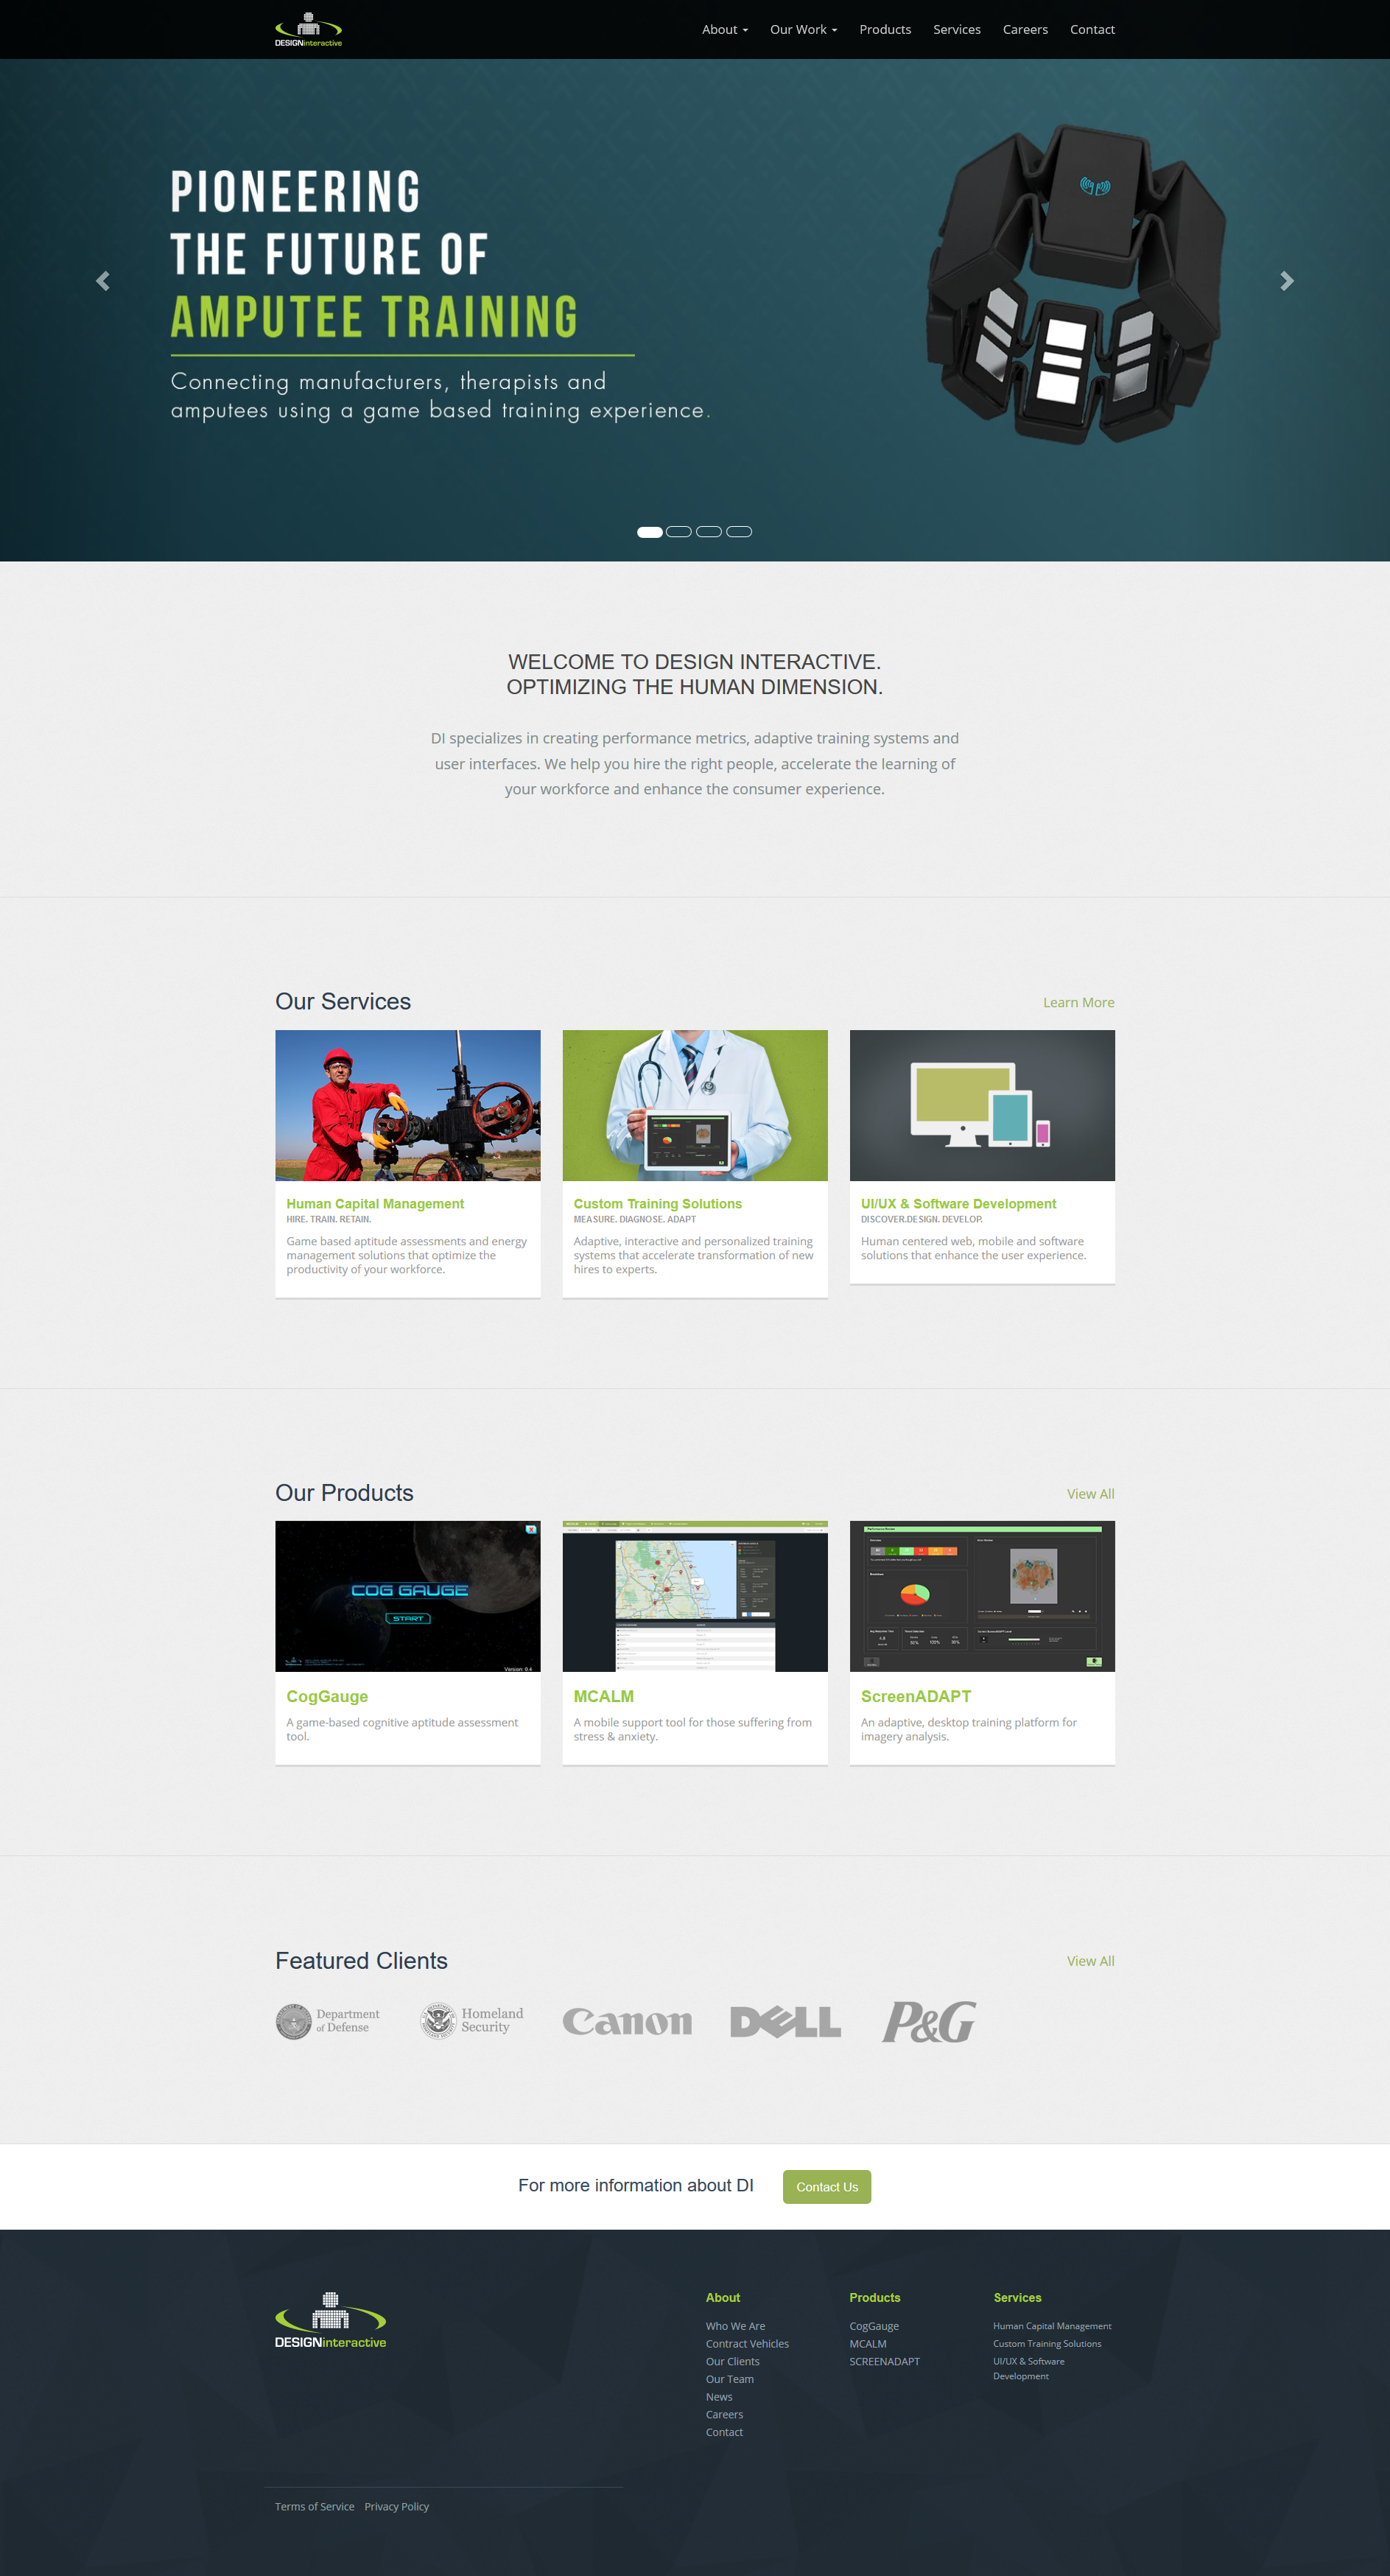 DESIGNinteractive
About
Our Work
Products
Services
Careers
Contact
PIONEERING
THE FUTURE OF
AMPUTEE TRAINING
Connecting manufacturers, therapists and
amputees using a game based training experience.
WELCOME TO DESIGN INTERACTIVE.
OPTIMIZING THE HUMAN DIMENSION.
DI specializes in creating performance metrics, adaptive training systems and
user interfaces. We help you hire the right people, accelerate the learning of
your workforce and enhance the consumer experience.
Our Services
Learn More
Human Capital Management
HIRE. TRAIN. RETAIN.
Game based aptitude assessments and energy
management solutions that optimize the
productivity of your workforce.
Custom Training Solutions
MEASURE. DIAGNOSE. ADAPT
Adaptive, interactive and personalized training
systems that accelerate transformation of new
hires to experts.
UI/UX & Software Development
DISCOVER.DESIGN. DEVELOP.
Human centered web, mobile and software
solutions that enhance the user experience.
Our Products
View All
COG GAUGE
START
Version: 0.4
CogGauge
A game-based cognitive aptitude assessment
tool.
MCALM
A mobile support tool for those suffering from
stress & anxiety.
ScreenADAPT
An adaptive, desktop training platform for
imagery analysis.
Featured Clients
View All
Department
of Defense
Homeland
Security
Canon
DELL
P&G
For more information about DI
Contact Us
DESIGNinteractive
About
Who We Are
Contract Vehicles
Our Clients
Our Team
News
Careers
Contact
Products
CogGauge
MCALM
SCREENADAPT
Services
Human Capital Management
Custom Training Solutions
UI/UX & Software
Development
Terms of Service
Privacy Policy